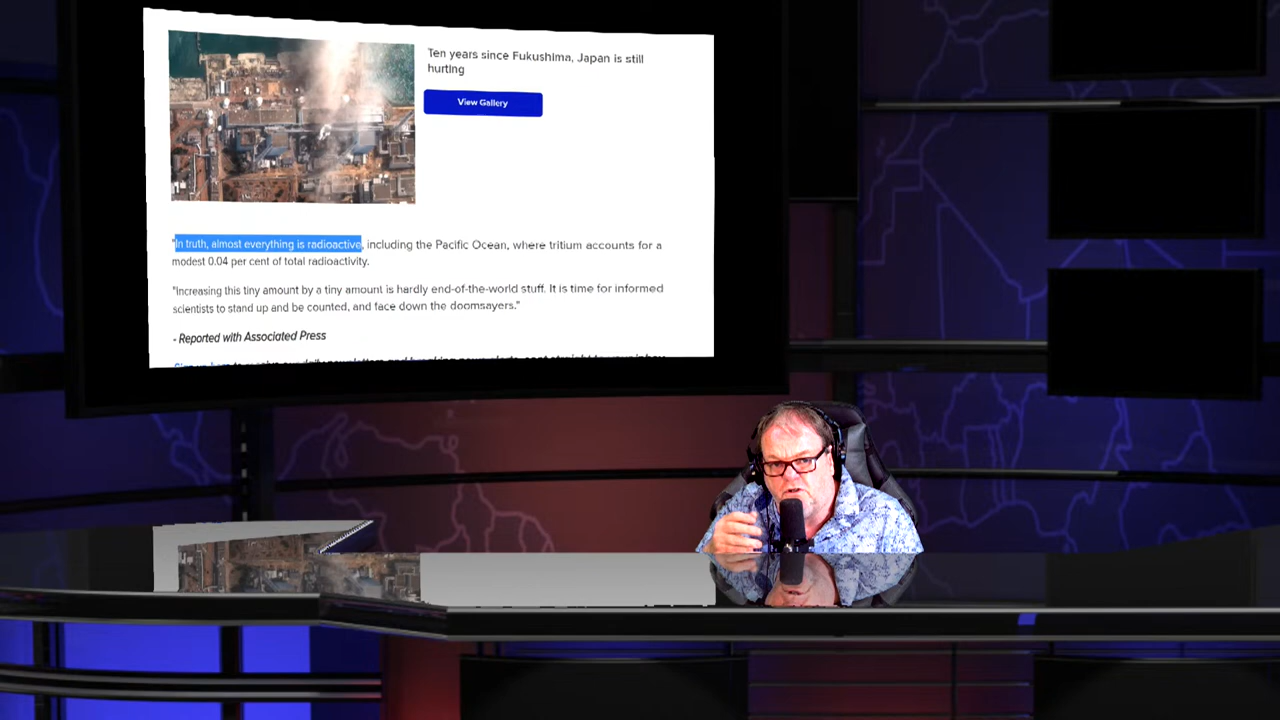 Ten years since Fukushima, Japan is still
hurting
View Gallery
"In truth, almost everything is radioactive, including the Pacific Ocean, where tritium accounts for a
modest 0.04 per cent of total radioactivity.
"Increasing this tiny amount by a tiny amount is hardly end-of-the-world stuff. It is time for informed
scientists to stand up and be counted, and face down the doomsayers."
- Reported with Associated Press